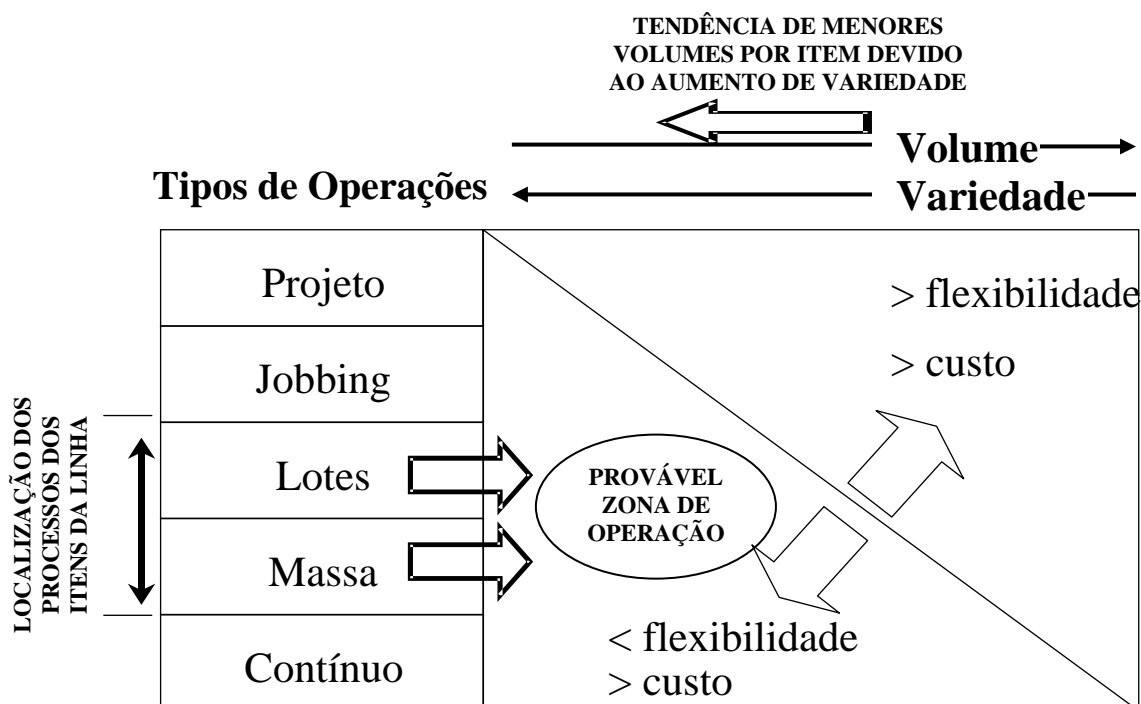 TENDÊNCIA DE MENORES
VOLUMES POR ITEM DEVIDO
AO AUMENTO DE VARIEDADE
Volume
Variedade
Tipos de Operações
Projeto
Jobbing
Lotes
Massa
Contínuo
LOCALIZAÇÃO DOS
PROCESSOS DOS
ITENS DA LINHA
PROVÁVEL
ZONA DE
OPERAÇÃO
> flexibilidade
> custo
< flexibilidade
> custo